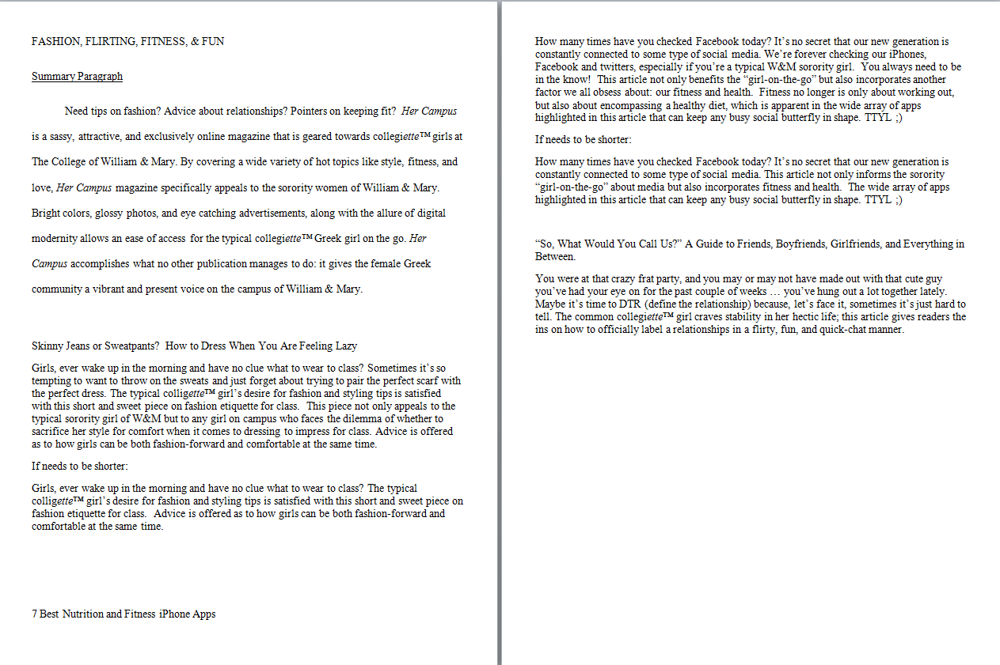 FASHION, FLIRTING, FITNESS, & FUN
Summary Paragraph
Need tips on fashion? Advice about relationships? Pointers on keeping fit?  Her Campus
is a sassy, attractive, and exclusively online magazine that is geared towards collegiette™ girls at
The College of William & Mary. By covering a wide variety of hot topics like style, fitness, and
love, Her Campus magazine specifically appeals to the sorority women of William & Mary.
Bright colors, glossy photos, and eye catching advertisements, along with the allure of digital
modernity allows an ease of access for the typical collegiette™ Greek girl on the go. Her
Campus accomplishes what no other publication manages to do: it gives the female Greek
community a vibrant and present voice on the campus of William & Mary.
Skinny Jeans or Sweatpants?  How to Dress When You Are Feeling Lazy
Girls, ever wake up in the morning and have no clue what to wear to class? Sometimes it’s so
tempting to want to throw on the sweats and just forget about trying to pair the perfect scarf with
the perfect dress. The typical colligette™ girl’s desire for fashion and styling tips is satisfied
with this short and sweet piece on fashion etiquette for class.  This piece not only appeals to the
typical sorority girl of W&M but to any girl on campus who faces the dilemma of whether to
sacrifice her style for comfort when it comes to dressing to impress for class. Advice is offered
as to how girls can be both fashion-forward and comfortable at the same time.
If needs to be shorter:
Girls, ever wake up in the morning and have no clue what to wear to class? The typical
colligette™ girl’s desire for fashion and styling tips is satisfied with this short and sweet piece on
fashion etiquette for class.  Advice is offered as to how girls can be both fashion-forward and
comfortable at the same time.
7 Best Nutrition and Fitness iPhone Apps
How many times have you checked Facebook today? It’s no secret that our new generation is
constantly connected to some type of social media. We’re forever checking our iPhones,
Facebook and twitters, especially if you’re a typical W&M sorority girl.  You always need to be
in the know!  This article not only benefits the “girl-on-the-go” but also incorporates another
factor we all obsess about: our fitness and health.  Fitness no longer is only about working out,
but also about encompassing a healthy diet, which is apparent in the wide array of apps
highlighted in this article that can keep any busy social butterfly in shape. TTYL ;)
If needs to be shorter:
How many times have you checked Facebook today? It’s no secret that our new generation is
constantly connected to some type of social media. This article not only informs the sorority
“girl-on-the-go” about media but also incorporates fitness and health.  The wide array of apps
highlighted in this article that can keep any busy social butterfly in shape. TTYL ;)
“So, What Would You Call Us?” A Guide to Friends, Boyfriends, Girlfriends, and Everything in
Between.
You were at that crazy frat party, and you may or may not have made out with that cute guy
you’ve had your eye on for the past couple of weeks … you’ve hung out a lot together lately.
Maybe it’s time to DTR (define the relationship) because, let’s face it, sometimes it’s just hard to
tell. The common collegiette™ girl craves stability in her hectic life; this article gives readers the
ins on how to officially label a relationships in a flirty, fun, and quick-chat manner.